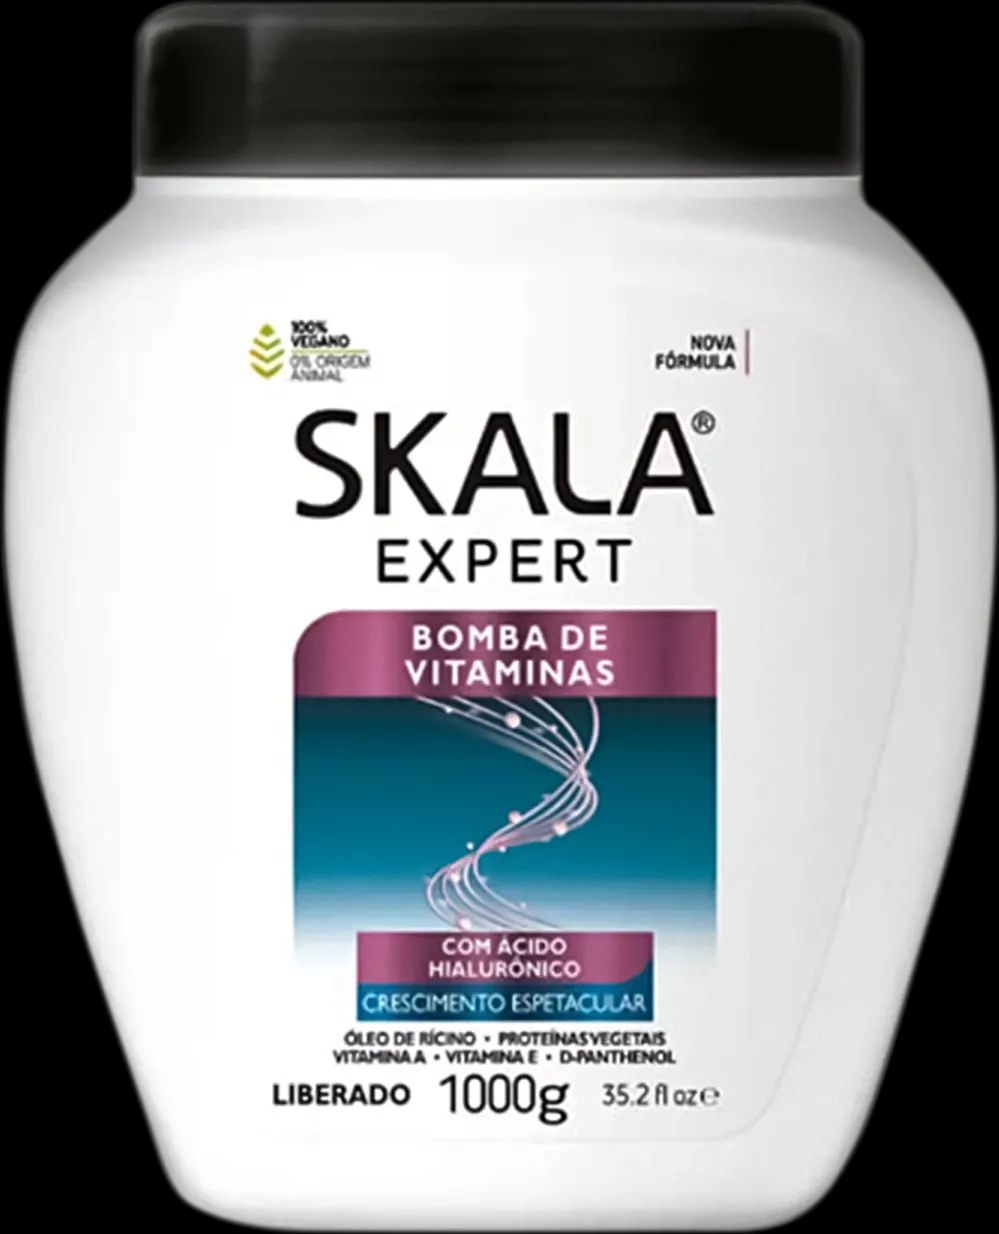 100%
VEGANO
0% ORIGEM
ANIMAL
NOVA
FÓRMULA
SKALA®
EXPERT
BOMBA DE
VITAMINAS
COM ÁCIDO
HIALURÔNICO
CRESCIMENTO ESPETACULAR
ÓLEO DE RÍCINO • PROTEÍNAS VEGETAIS
VITAMINA A • VITAMINA E • D-PANTHENOL
LIBERADO 1000g 35.2 fl oz ℮